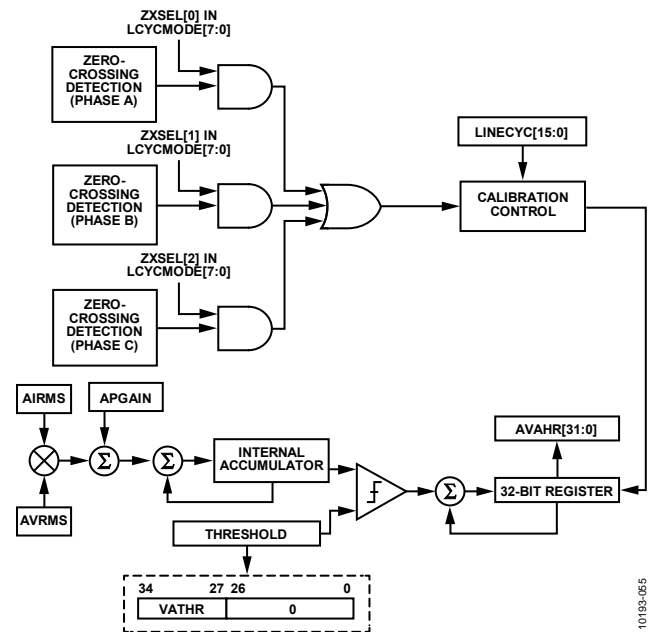 ZXSEL[0] IN
LCYCMODE[7:0]
ZERO-
CROSSING
DETECTION
(PHASE A)
ZXSEL[1] IN
LCYCMODE[7:0]
ZERO-
CROSSING
DETECTION
(PHASE B)
ZXSEL[2] IN
LCYCMODE[7:0]
ZERO-
CROSSING
DETECTION
(PHASE C)
LINECYC[15:0]
CALIBRATION
CONTROL
AIRMS
APGAIN
AVRMS
Σ
Σ
INTERNAL
ACCUMULATOR
THRESHOLD
34 27 26 0
VATHR 0
Σ
AVAHR[31:0]
32-BIT REGISTER
10193-055